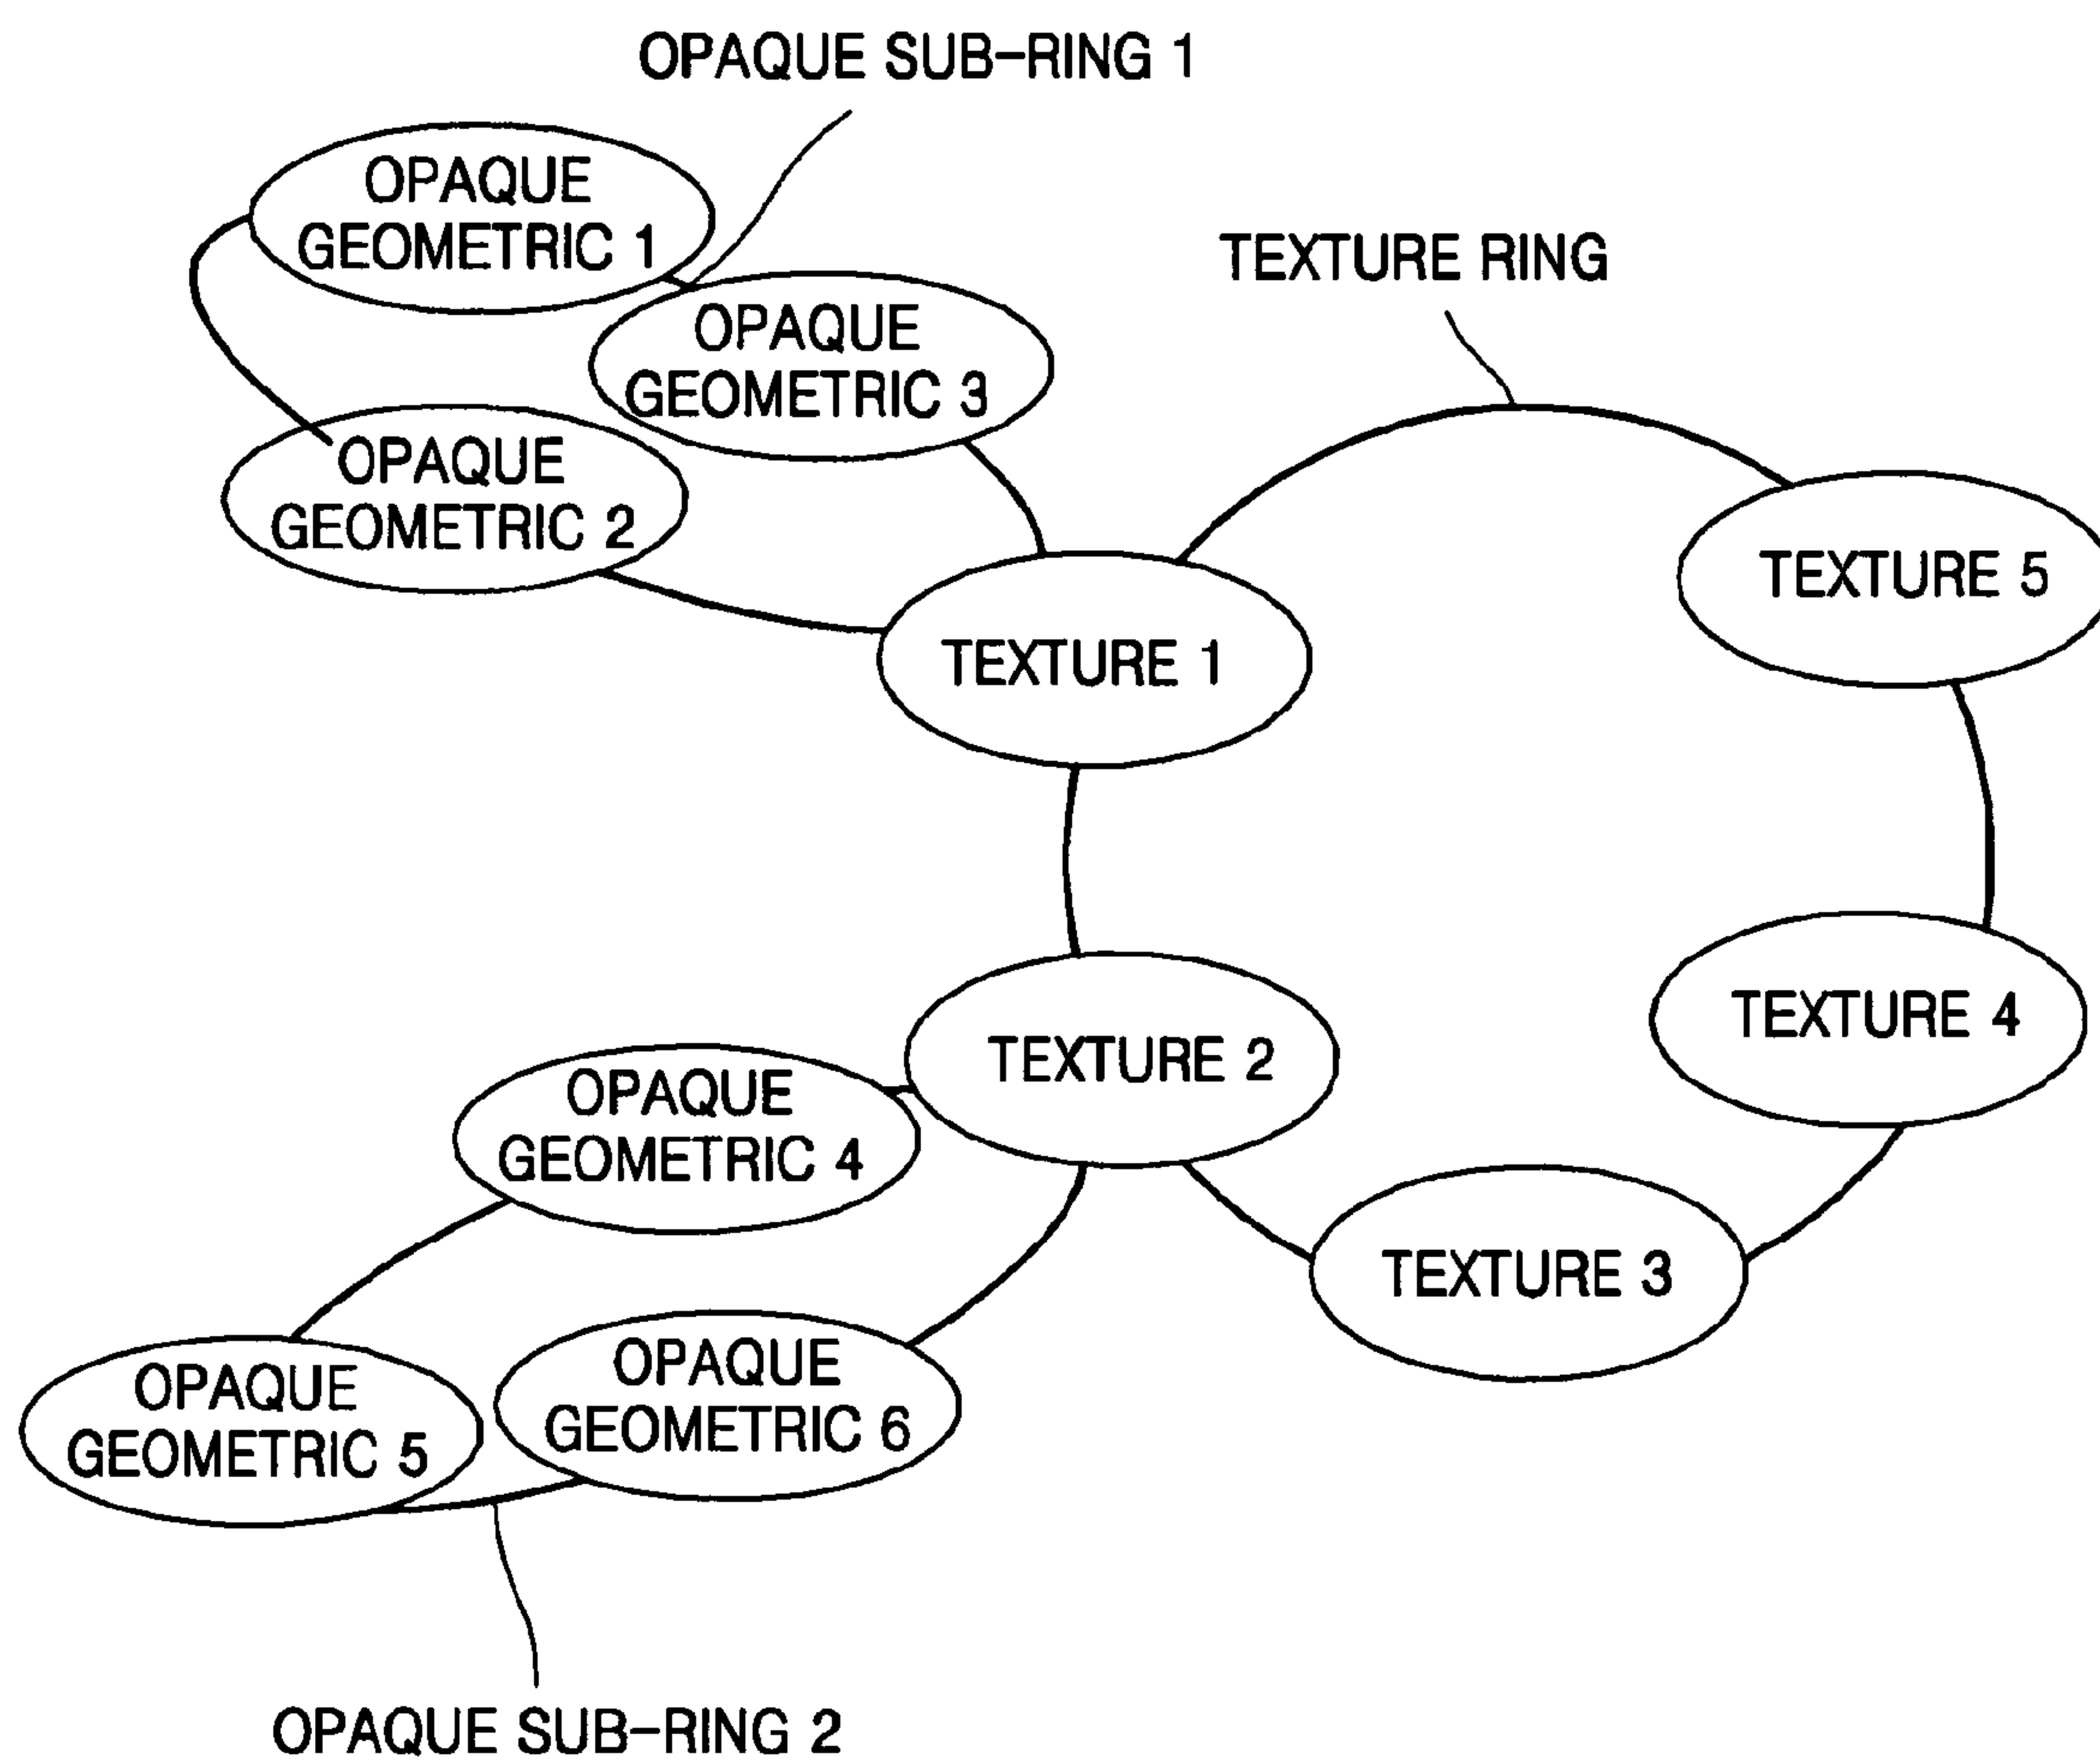 OPAQUE SUB-RING 1
OPAQUE
GEOMETRIC 1
TEXTURE RING
OPAQUE
GEOMETRIC 3
OPAQUE
GEOMETRIC 2
TEXTURE 5
TEXTURE 1
TEXTURE 4
TEXTURE 2
OPAQUE
GEOMETRIC 4
TEXTURE 3
OPAQUE
GEOMETRIC 6
OPAQUE
GEOMETRIC 5
OPAQUE SUB-RING 2